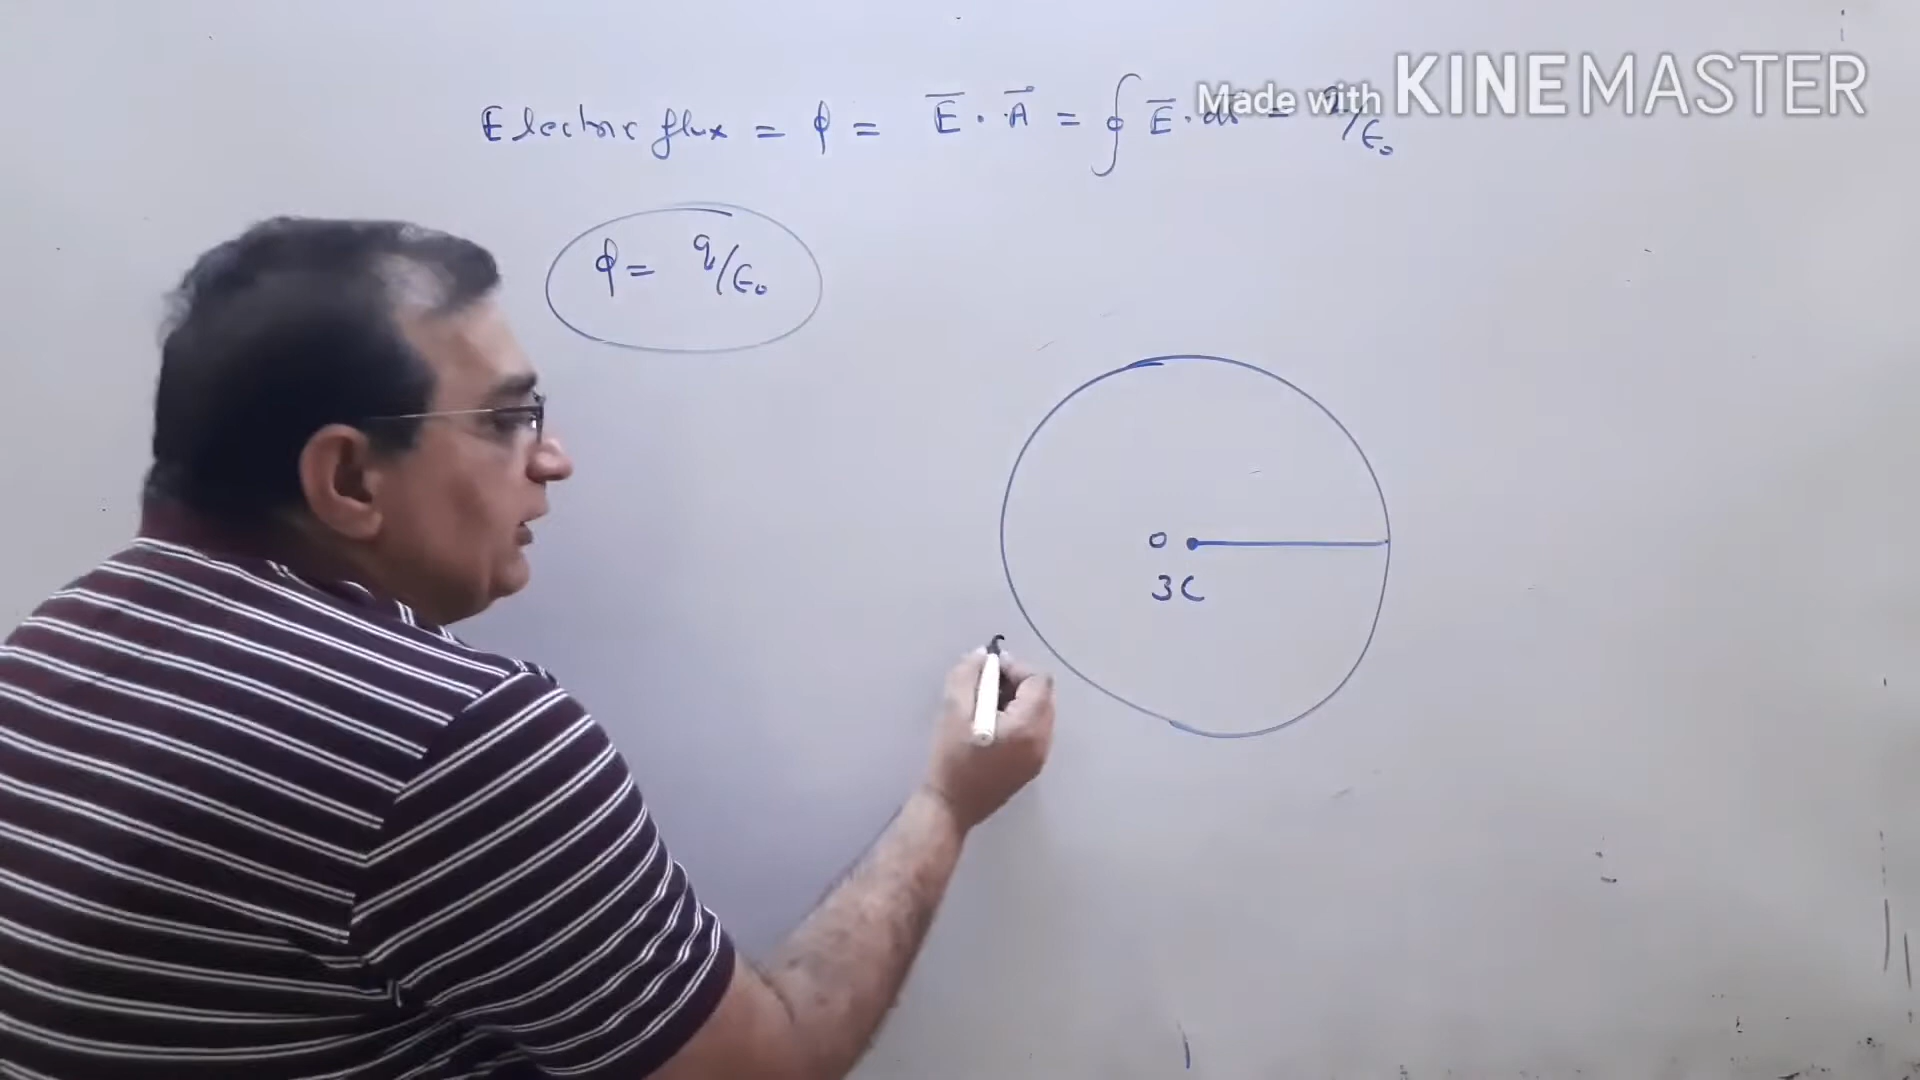 Electric flux = ϕ = E⃗ · A⃗ = ∮ E⃗ · ds = q/ϵ₀
Made with KINEMASTER
ϕ = q/ϵ₀
O
3C